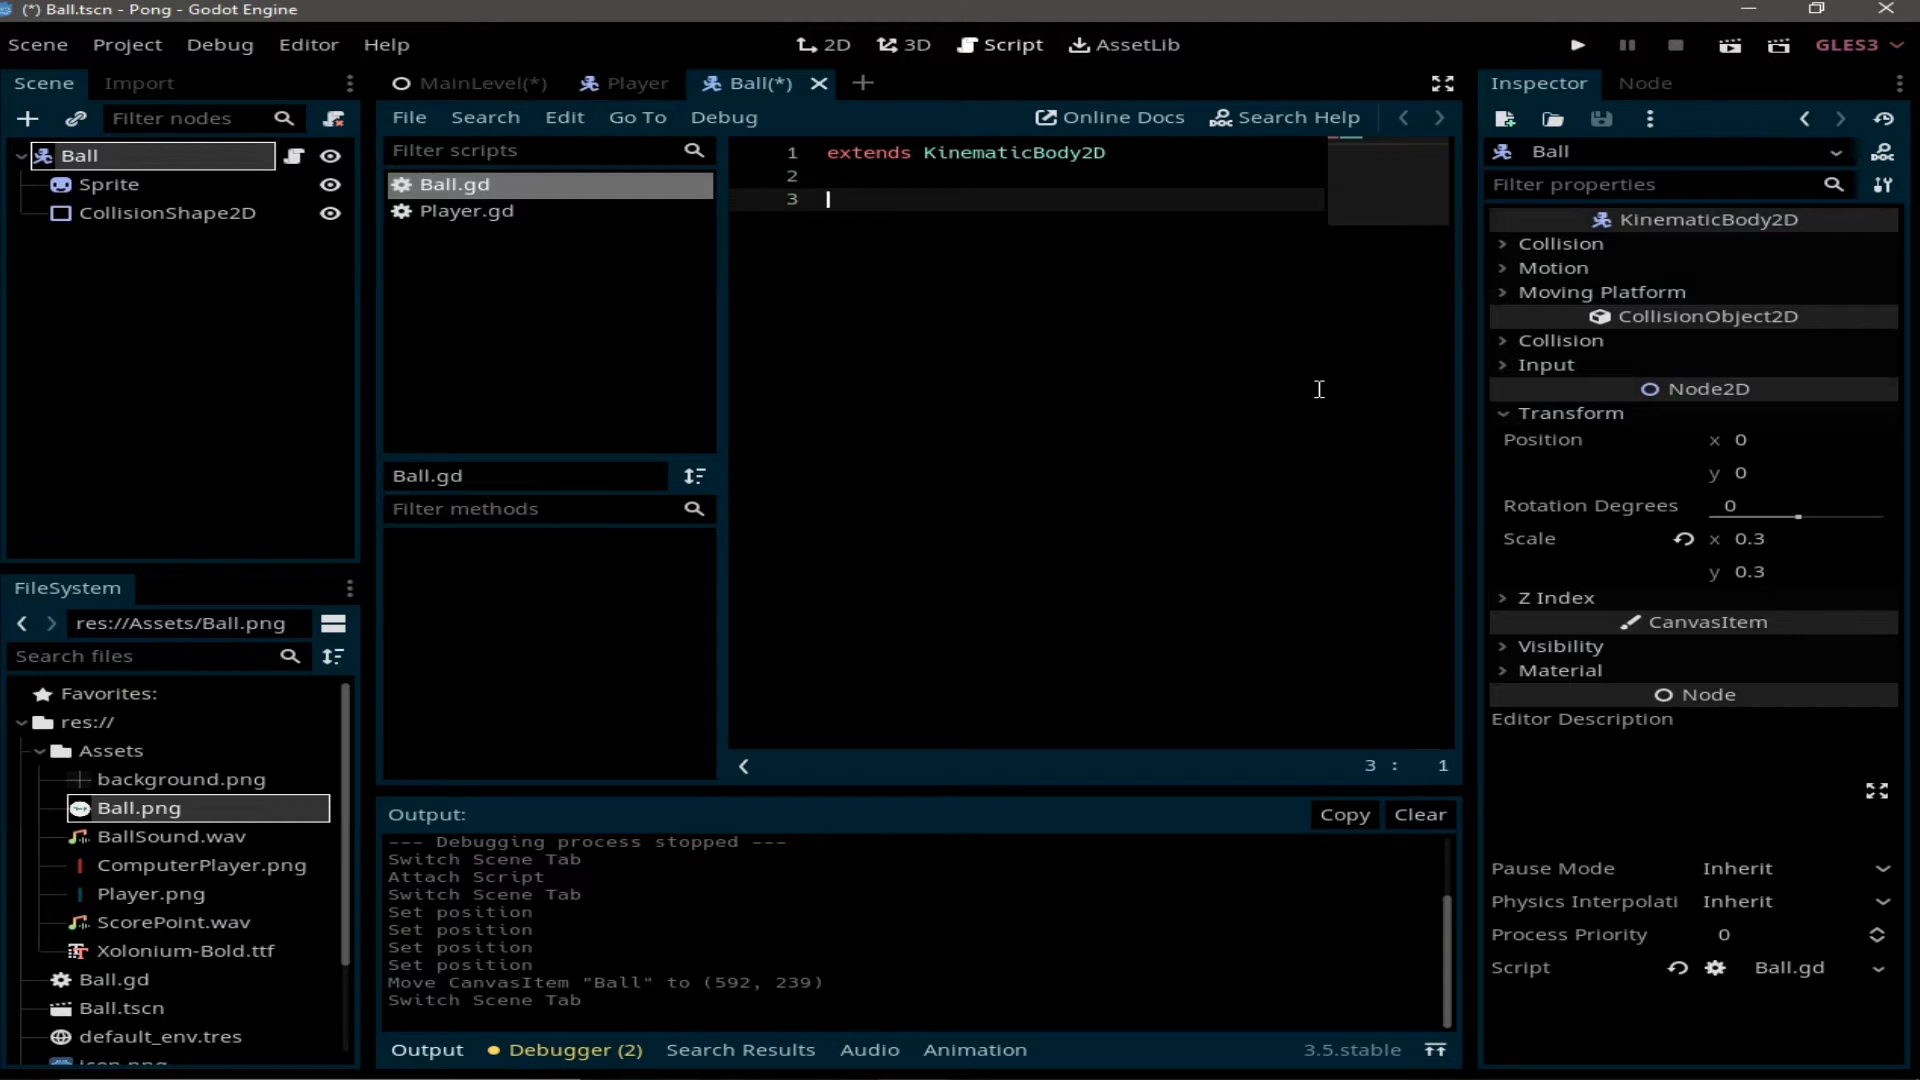 (*) Ball.tscn - Pong - Godot Engine
Scene Project Debug Editor Help
2D 3D Script AssetLib
GLES3
Scene Import
MainLevel(*) Player Ball(*)
Inspector Node
Filter nodes
File Search Edit Go To Debug
Online Docs Search Help
Ball
Sprite
CollisionShape2D
Filter scripts
Ball.gd
Player.gd
Ball.gd
Filter methods
1 extends KinematicBody2D
2
3
3 : 1
Ball
Filter properties
KinematicBody2D
Collision
Motion
Moving Platform
CollisionObject2D
Collision
Input
Node2D
Transform
Position x 0
y 0
Rotation Degrees 0
Scale x 0.3
y 0.3
Z Index
CanvasItem
Visibility
Material
Node
Editor Description
Pause Mode Inherit
Physics Interpolati Inherit
Process Priority 0
Script Ball.gd
FileSystem
res://Assets/Ball.png
Search files
Favorites:
res://
Assets
background.png
Ball.png
BallSound.wav
ComputerPlayer.png
Player.png
ScorePoint.wav
Xolonium-Bold.ttf
Ball.gd
Ball.tscn
default_env.tres
icon.png
Output:
Copy Clear
--- Debugging process stopped ---
Switch Scene Tab
Attach Script
Switch Scene Tab
Set position
Set position
Set position
Set position
Move CanvasItem "Ball" to (592, 239)
Switch Scene Tab
Output Debugger (2) Search Results Audio Animation
3.5.stable